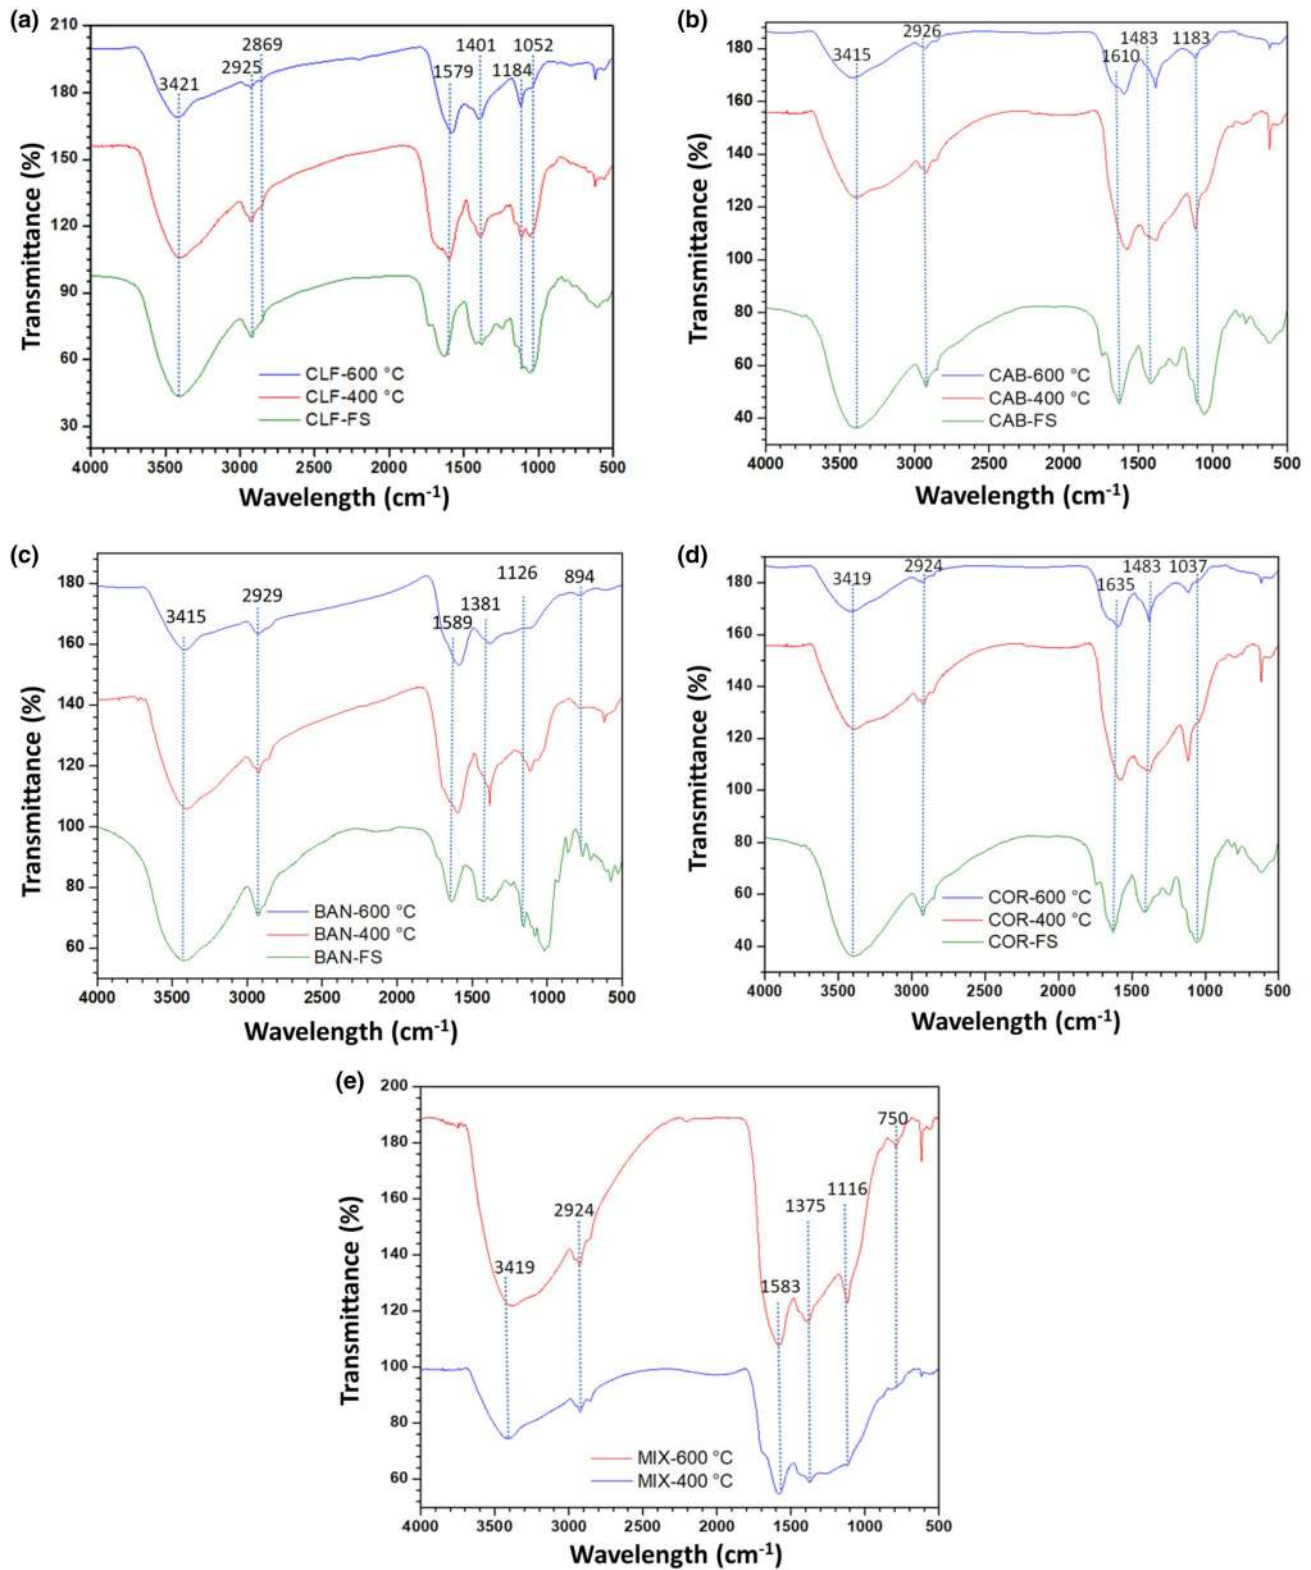 (a)
210
180
150
120
90
60
30
Transmittance (%)
3421
2925
2869
1579
1401
1184
1052
CLF-600 °C
CLF-400 °C
CLF-FS
4000 3500 3000 2500 2000 1500 1000 500
Wavelength (cm-1)
(b)
180
160
140
120
100
80
60
40
Transmittance (%)
3415
2926
1610
1483
1183
CAB-600 °C
CAB-400 °C
CAB-FS
4000 3500 3000 2500 2000 1500 1000 500
Wavelength (cm-1)
(c)
180
160
140
120
100
80
60
Transmittance (%)
3415
2929
1589
1381
1126
894
BAN-600 °C
BAN-400 °C
BAN-FS
4000 3500 3000 2500 2000 1500 1000 500
Wavelength (cm-1)
(d)
180
160
140
120
100
80
60
40
Transmittance (%)
3419
2924
1635
1483
1037
COR-600 °C
COR-400 °C
COR-FS
4000 3500 3000 2500 2000 1500 1000 500
Wavelength (cm-1)
(e)
200
180
160
140
120
100
80
60
Transmittance (%)
3419
2924
1583
1375
1116
750
MIX-600 °C
MIX-400 °C
4000 3500 3000 2500 2000 1500 1000 500
Wavelength (cm-1)